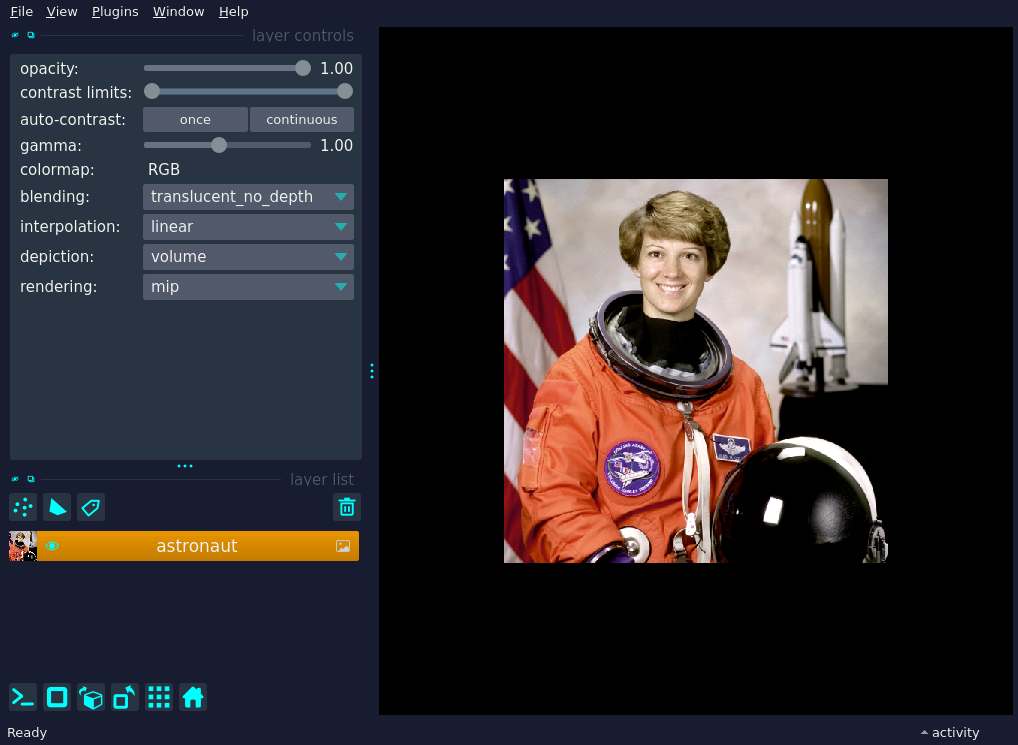 File View Plugins Window Help
layer controls
opacity: 1.00
contrast limits:
auto-contrast: once continuous
gamma: 1.00
colormap: RGB
blending: translucent_no_depth
interpolation: linear
depiction: volume
rendering: mip
layer list
astronaut
Ready activity